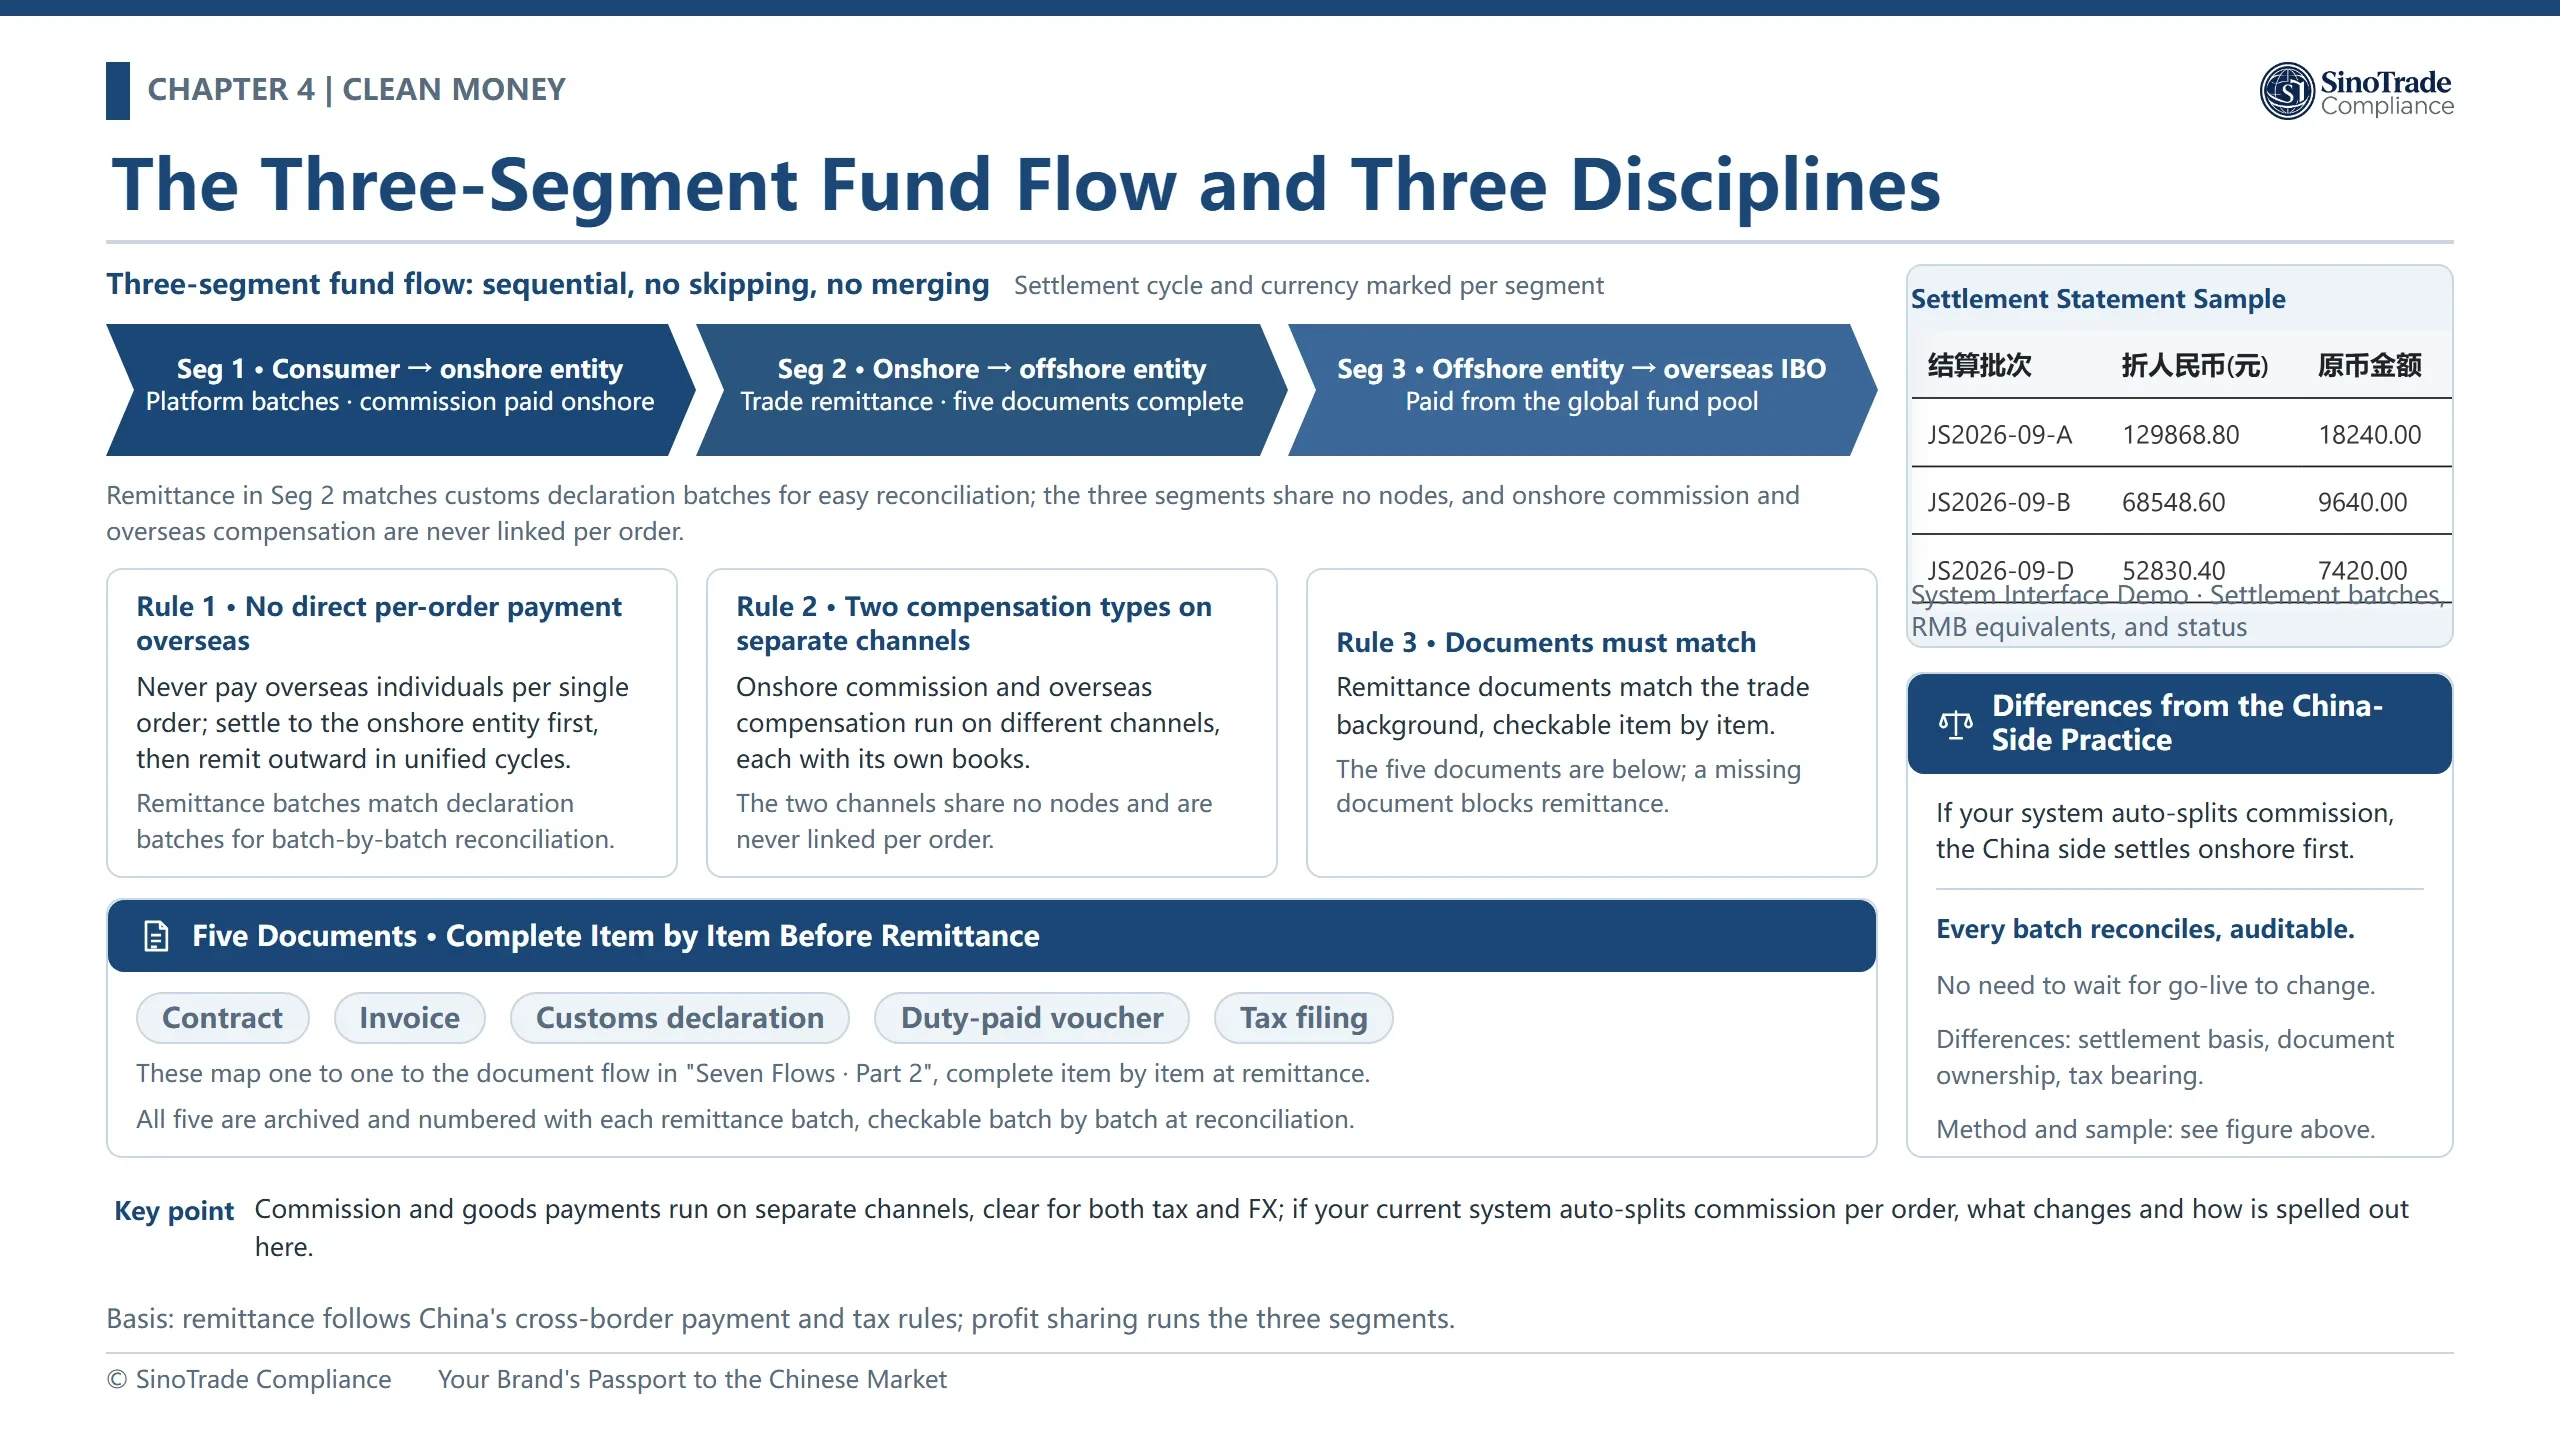 CHAPTER 4 | CLEAN MONEY
SinoTrade
Compliance
The Three-Segment Fund Flow and Three Disciplines
Three-segment fund flow: sequential, no skipping, no merging Settlement cycle and currency marked per segment
Seg 1 • Consumer → onshore entity
Platform batches · commission paid onshore
Seg 2 • Onshore → offshore entity
Trade remittance · five documents complete
Seg 3 • Offshore entity → overseas IBO
Paid from the global fund pool
Remittance in Seg 2 matches customs declaration batches for easy reconciliation; the three segments share no nodes, and onshore commission and
overseas compensation are never linked per order.
Rule 1 • No direct per-order payment
overseas
Never pay overseas individuals per single
order; settle to the onshore entity first,
then remit outward in unified cycles.
Remittance batches match declaration
batches for batch-by-batch reconciliation.
Rule 2 • Two compensation types on
separate channels
Onshore commission and overseas
compensation run on different channels,
each with its own books.
The two channels share no nodes and are
never linked per order.
Rule 3 • Documents must match
Remittance documents match the trade
background, checkable item by item.
The five documents are below; a missing
document blocks remittance.
Five Documents • Complete Item by Item Before Remittance
Contract Invoice Customs declaration Duty-paid voucher Tax filing
These map one to one to the document flow in "Seven Flows · Part 2", complete item by item at remittance.
All five are archived and numbered with each remittance batch, checkable batch by batch at reconciliation.
Settlement Statement Sample
结算批次 折人民币(元) 原币金额
JS2026-09-A 129868.80 18240.00
JS2026-09-B 68548.60 9640.00
JS2026-09-D 52830.40 7420.00
System Interface Demo · Settlement batches,
RMB equivalents, and status
Differences from the China-
Side Practice
If your system auto-splits commission,
the China side settles onshore first.
Every batch reconciles, auditable.
No need to wait for go-live to change.
Differences: settlement basis, document
ownership, tax bearing.
Method and sample: see figure above.
Key point Commission and goods payments run on separate channels, clear for both tax and FX; if your current system auto-splits commission per order, what changes and how is spelled out
here.
Basis: remittance follows China's cross-border payment and tax rules; profit sharing runs the three segments.
© SinoTrade Compliance Your Brand's Passport to the Chinese Market